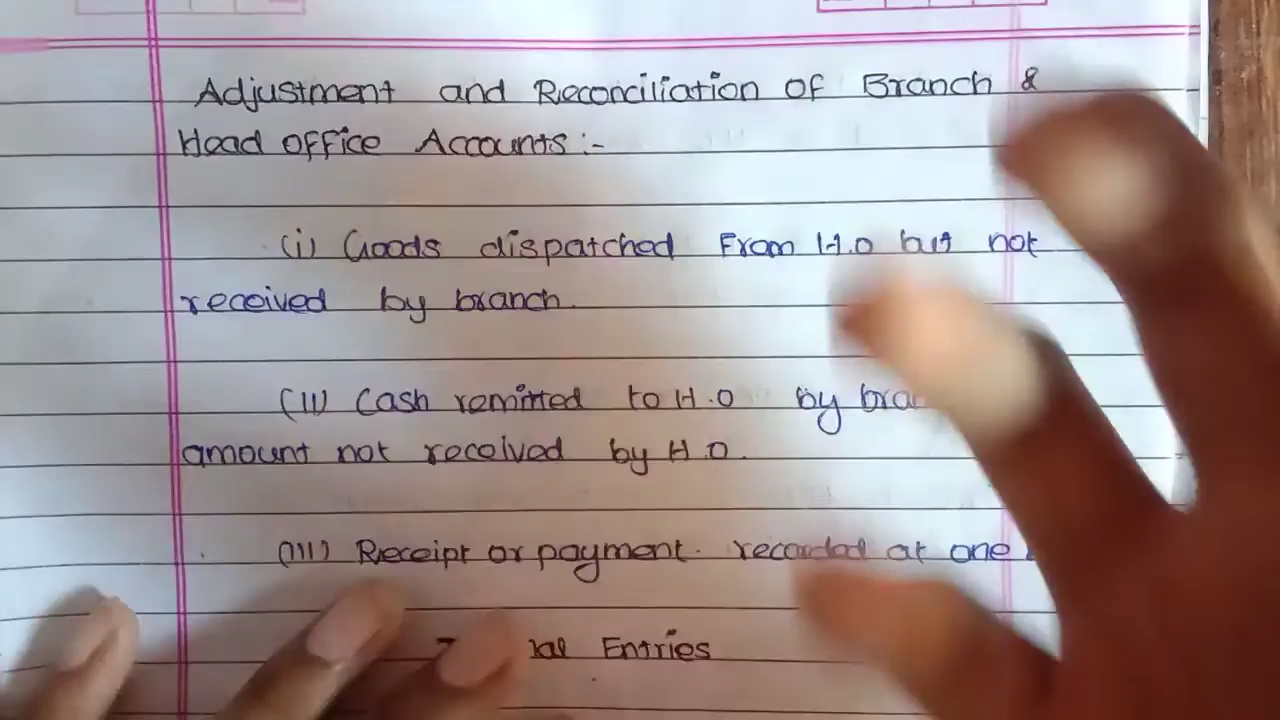 Adjustment and Reconciliation of Branch &
Head office Accounts :-
(i) Goods dispatched From H.O but not
received by branch.
(ii) Cash remitted to H.O by
amount not received by H.O.
(iii) Receipt or payment. recorded at one
Entries